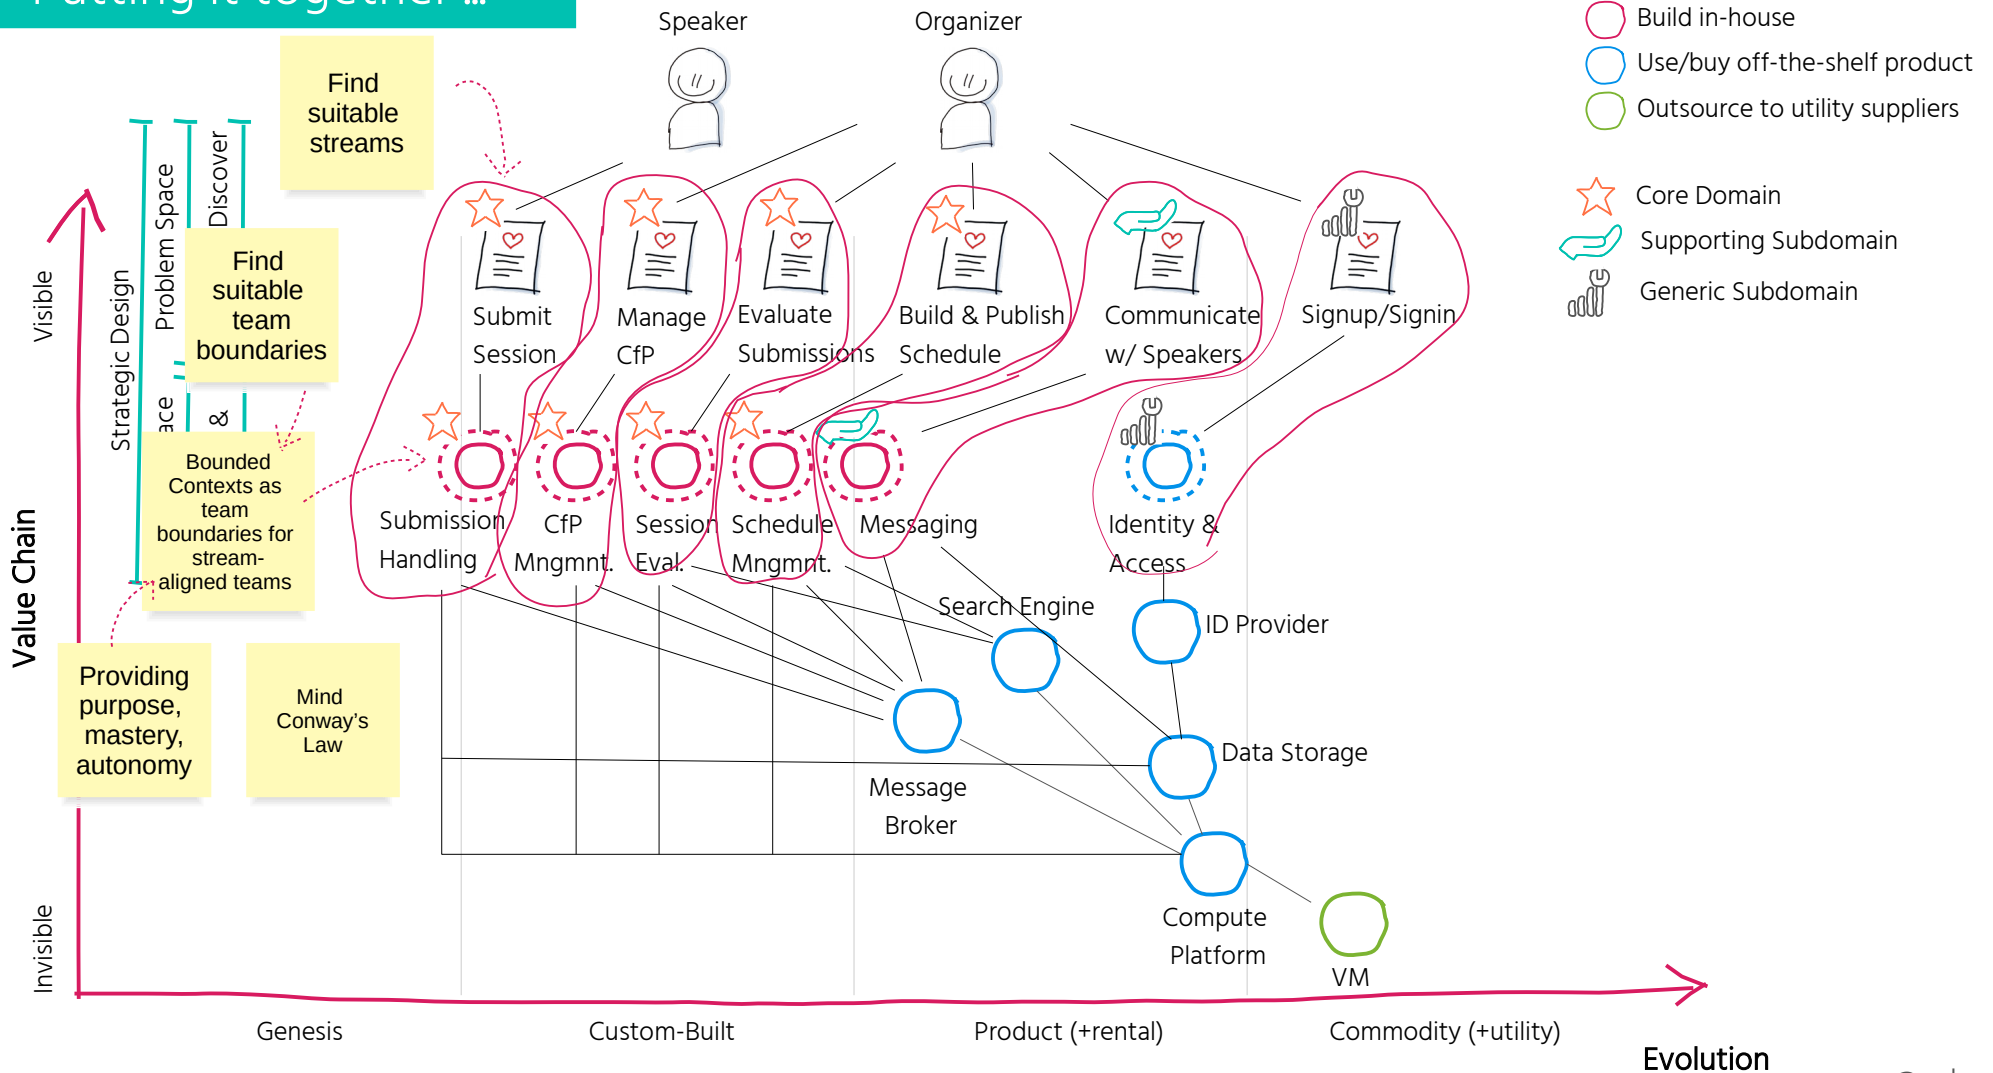 Putting it together ...
Speaker
Organizer
Build in-house
Use/buy off-the-shelf product
Outsource to utility suppliers
Core Domain
Supporting Subdomain
Generic Subdomain
Find
suitable
streams
Find
suitable
team
boundaries
Bounded
Contexts as
team
boundaries for
stream-
aligned teams
Providing
purpose,
mastery,
autonomy
Mind
Conway's
Law
Strategic Design
Problem Space
Discover
&
Visible
Value Chain
Invisible
Submit
Session
Manage
CfP
Evaluate
Submissions
Build & Publish
Schedule
Communicate
w/ Speakers
Signup/Signin
Submission
Handling
CfP
Mngmnt.
Session
Eval.
Schedule
Mngmnt.
Messaging
Identity &
Access
Search Engine
ID Provider
Data Storage
Message
Broker
Compute
Platform
VM
Genesis
Custom-Built
Product (+rental)
Commodity (+utility)
Evolution